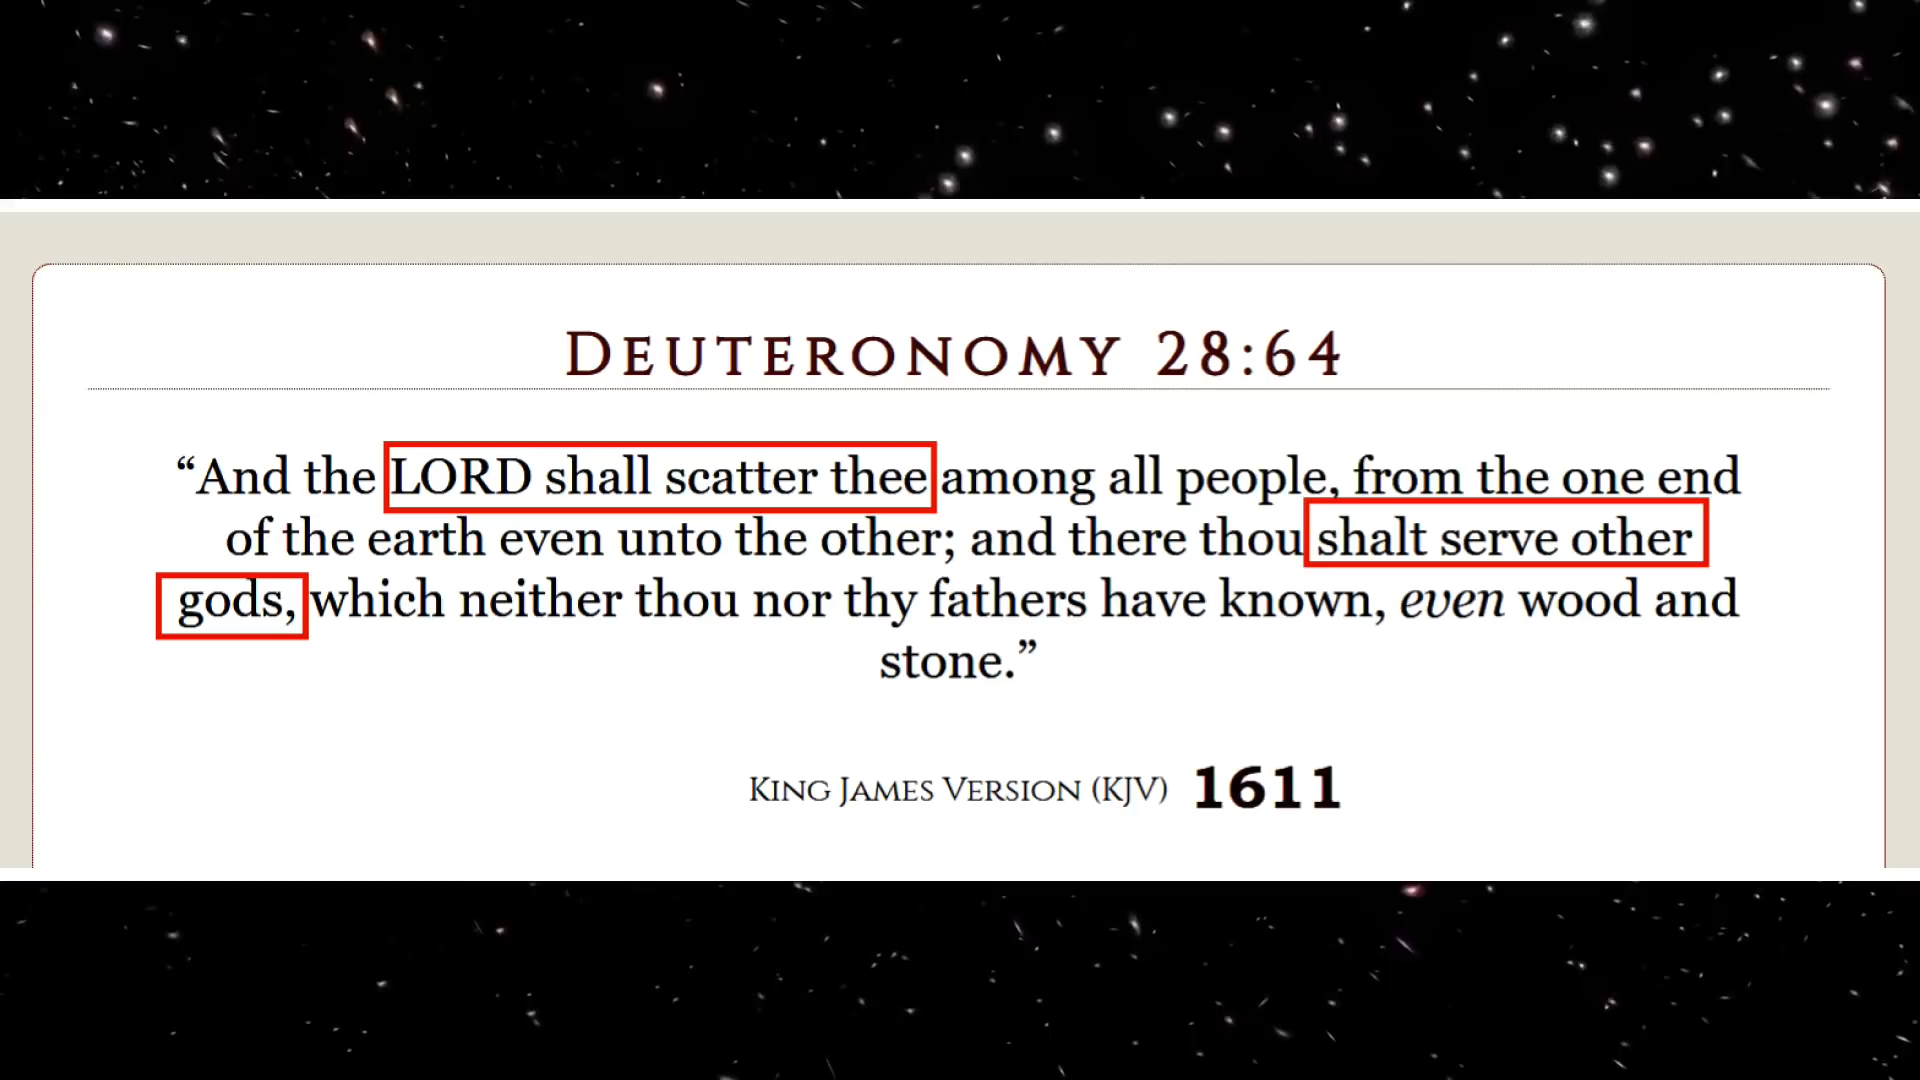 DEUTERONOMY 28:64
“And the LORD shall scatter thee among all people, from the one end
of the earth even unto the other; and there thou shalt serve other
gods, which neither thou nor thy fathers have known, even wood and
stone.”
KING JAMES VERSION (KJV) 1611